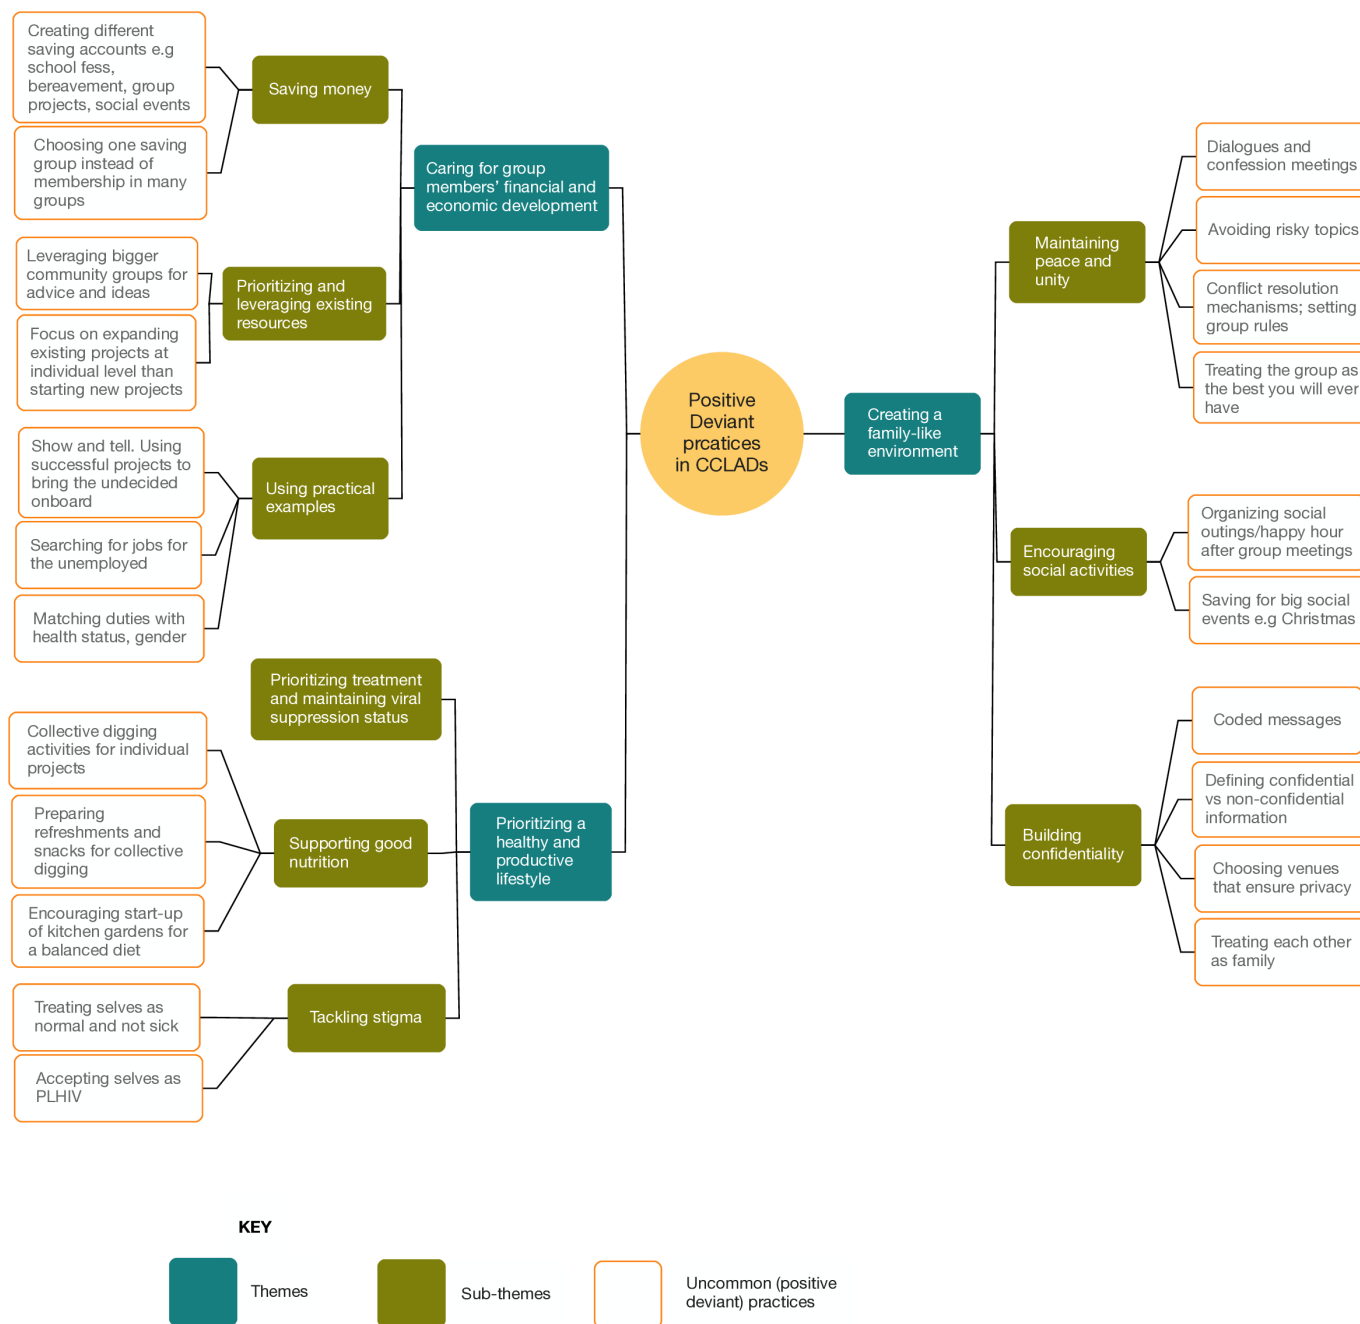 Creating different
saving accounts e.g
school fess,
bereavement, group
projects, social events
Choosing one saving
group instead of
membership in many
groups
Saving money
Leveraging bigger
community groups for
advice and ideas
Focus on expanding
existing projects at
individual level than
starting new projects
Prioritizing and
leveraging existing
resources
Show and tell. Using
successful projects to
bring the undecided
onboard
Searching for jobs for
the unemployed
Matching duties with
health status, gender
Using practical
examples
Caring for group
members’ financial and
economic development
Prioritizing treatment
and maintaining viral
suppression status
Collective digging
activities for individual
projects
Preparing
refreshments and
snacks for collective
digging
Encouraging start-up
of kitchen gardens for
a balanced diet
Supporting good
nutrition
Treating selves as
normal and not sick
Accepting selves as
PLHIV
Tackling stigma
Prioritizing a
healthy and
productive
lifestyle
Positive
Deviant
prcatices
in CCLADs
Creating a
family-like
environment
Maintaining
peace and
unity
Dialogues and
confession meetings
Avoiding risky topics
Conflict resolution
mechanisms; setting
group rules
Treating the group as
the best you will ever
have
Encouraging
social activities
Organizing social
outings/happy hour
after group meetings
Saving for big social
events e.g Christmas
Building
confidentiality
Coded messages
Defining confidential
vs non-confidential
information
Choosing venues
that ensure privacy
Treating each other
as family
KEY
Themes
Sub-themes
Uncommon (positive
deviant) practices